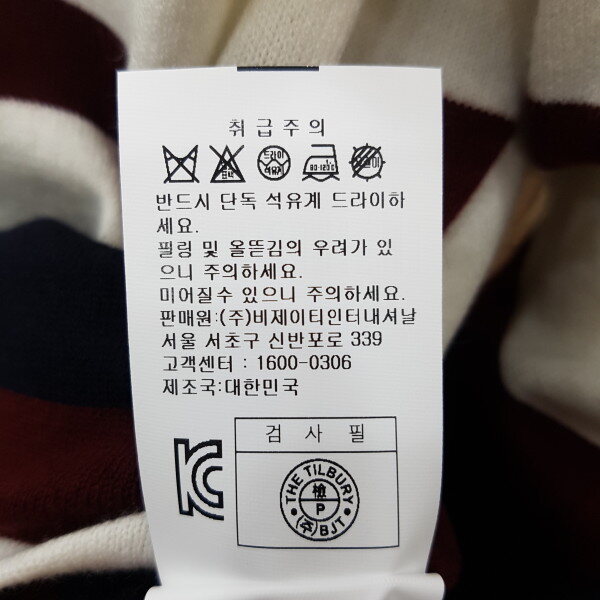 취급주의
드라이
석유계
80-120℃
반드시 단독 석유계 드라이하
세요.
필링 및 올뜯김의 우려가 있
으니 주의하세요.
미어질수 있으니 주의하세요.
판매원:(주)비제이티인터내셔날
서울 서초구 신반포로 339
고객센터 : 1600-0306
제조국:대한민국
검 사 필
THE TILBURY
檢
P
(주)BJT